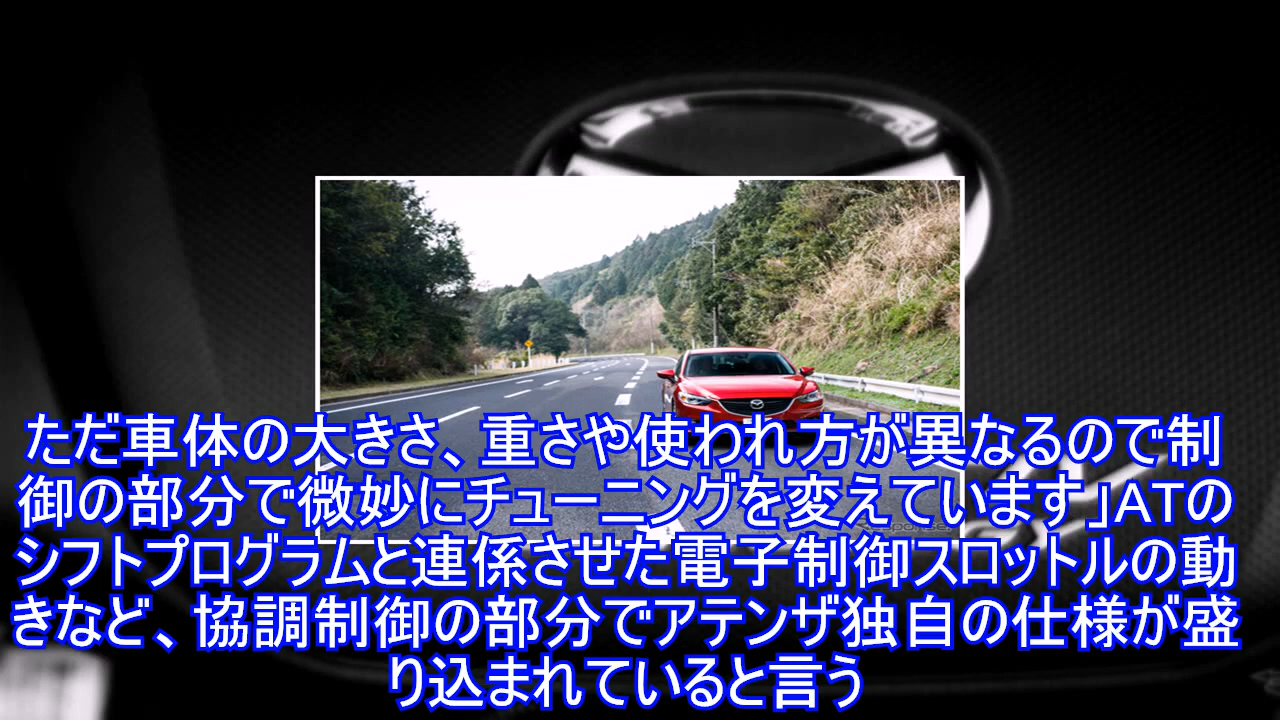 ただ車体の大きさ、重さや使われ方が異なるので制
御の部分で微妙にチューニングを変えています」ATの
シフトプログラムと連係させた電子制御スロットルの動
きなど、協調制御の部分でアテンザ独自の仕様が盛
り込まれていると言う